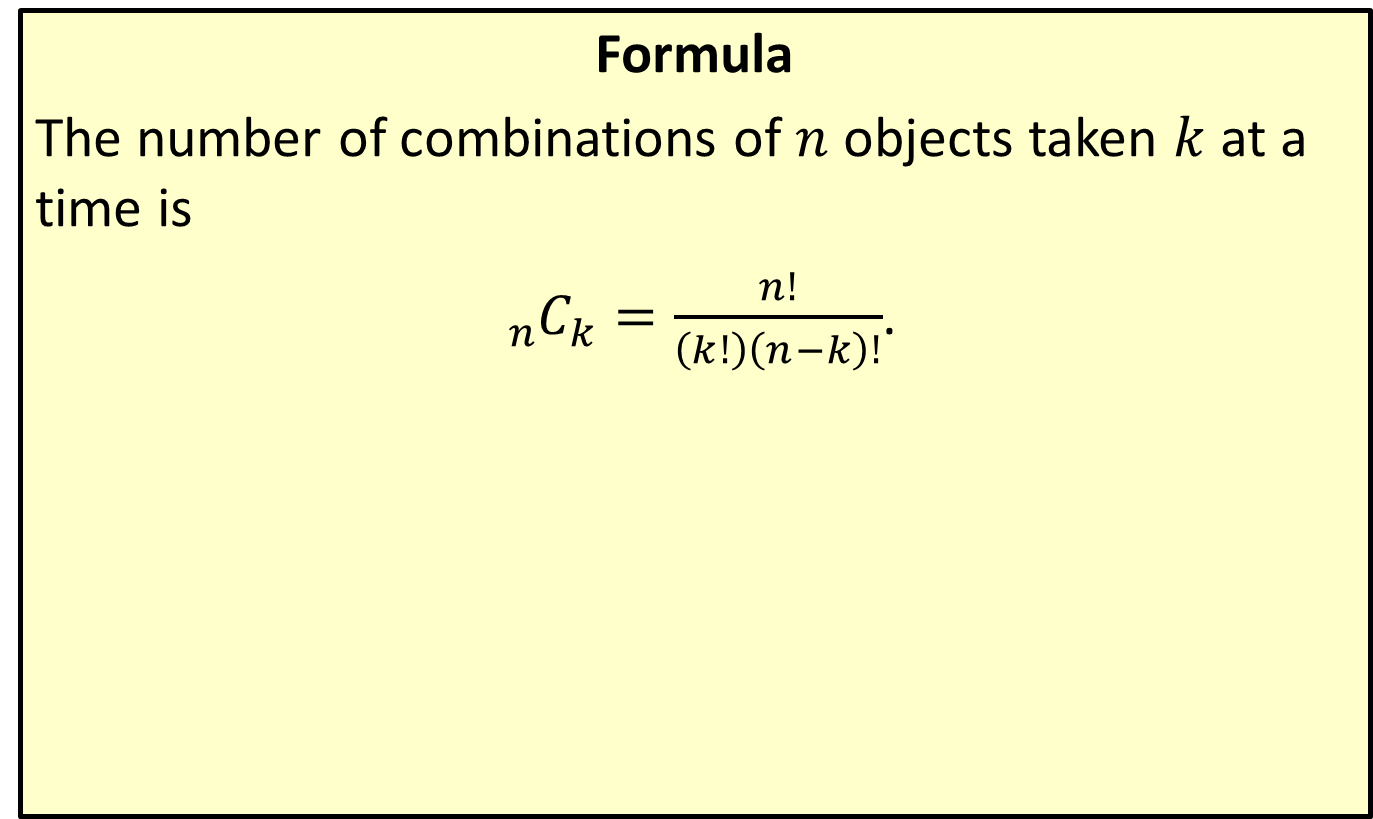 Formula
The number of combinations of 𝑛 objects taken 𝑘 at a
time is
ₙ𝐶ₖ = 𝑛! / (𝑘!)(𝑛−𝑘)!.